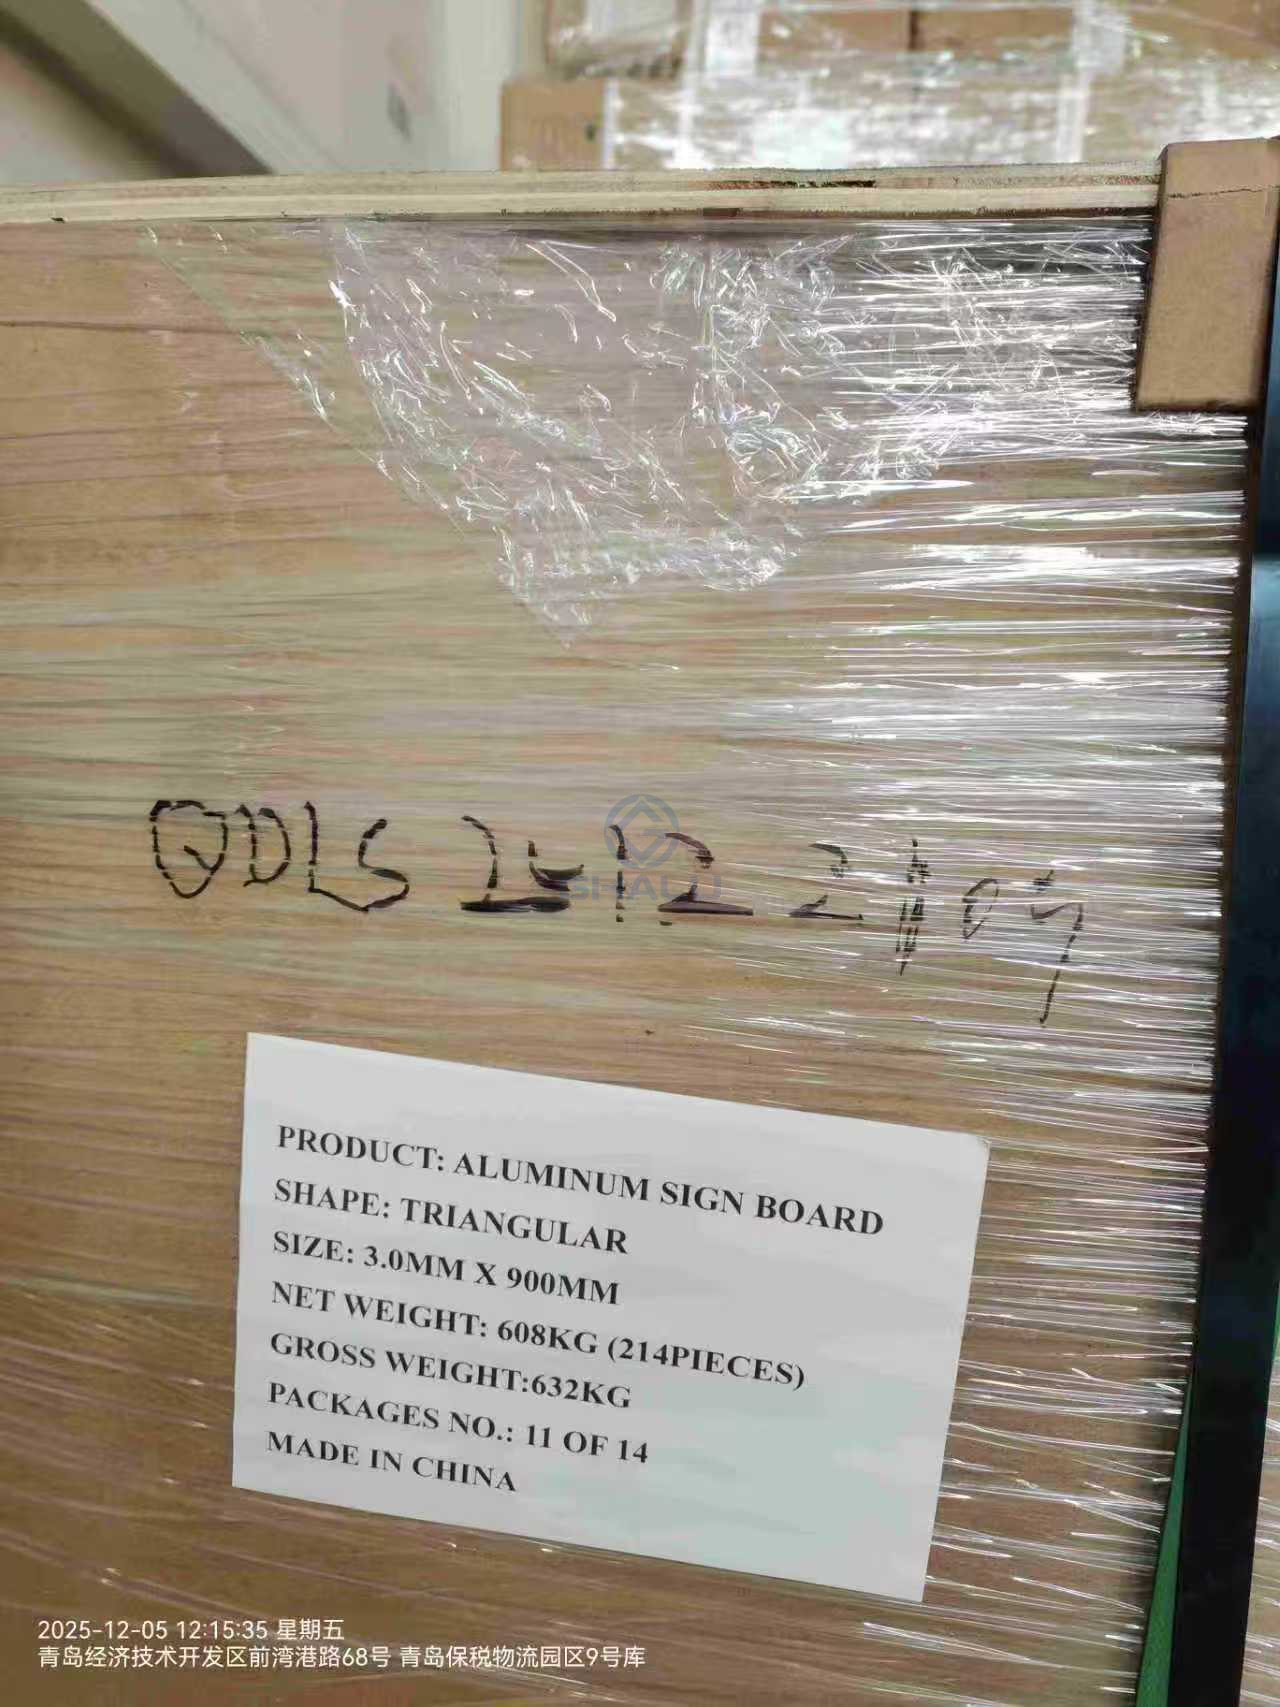 QDLS
SHALU
PRODUCT: ALUMINUM SIGN BOARD
SHAPE: TRIANGULAR
SIZE: 3.0MM X 900MM
NET WEIGHT: 608KG (214PIECES)
GROSS WEIGHT:632KG
PACKAGES NO.: 11 OF 14
MADE IN CHINA
2025-12-05 12:15:35 星期五
青岛经济技术开发区前湾港路68号 青岛保税物流园区9号库